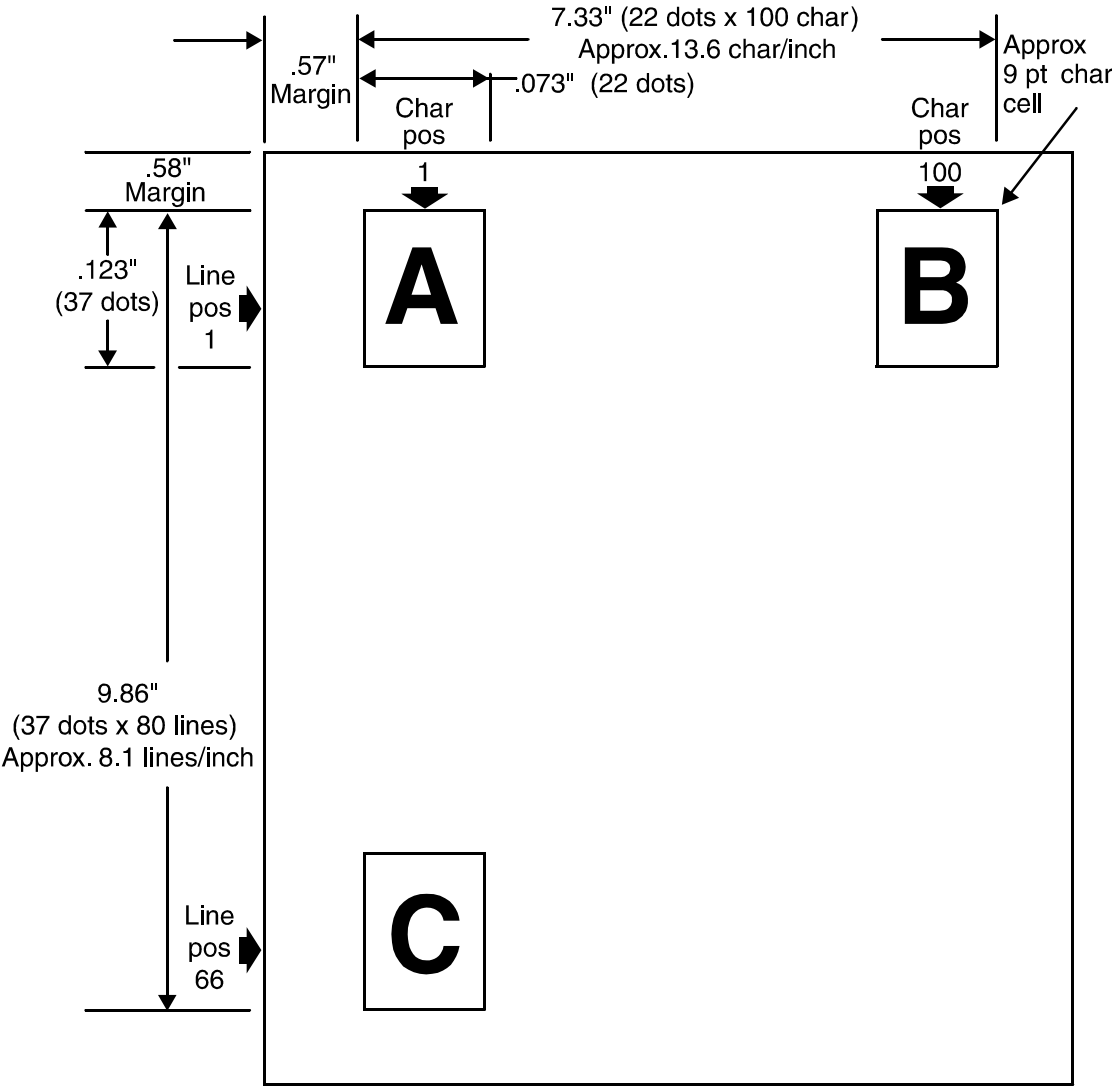 7.33" (22 dots x 100 char)
Approx.13.6 char/inch
.57"
Margin
.073" (22 dots)
Approx
9 pt char
cell
Char
pos
1
Char
pos
100
.58"
Margin
.123"
(37 dots)
Line
pos
1
A
B
9.86"
(37 dots x 80 lines)
Approx. 8.1 lines/inch
Line
pos
66
C